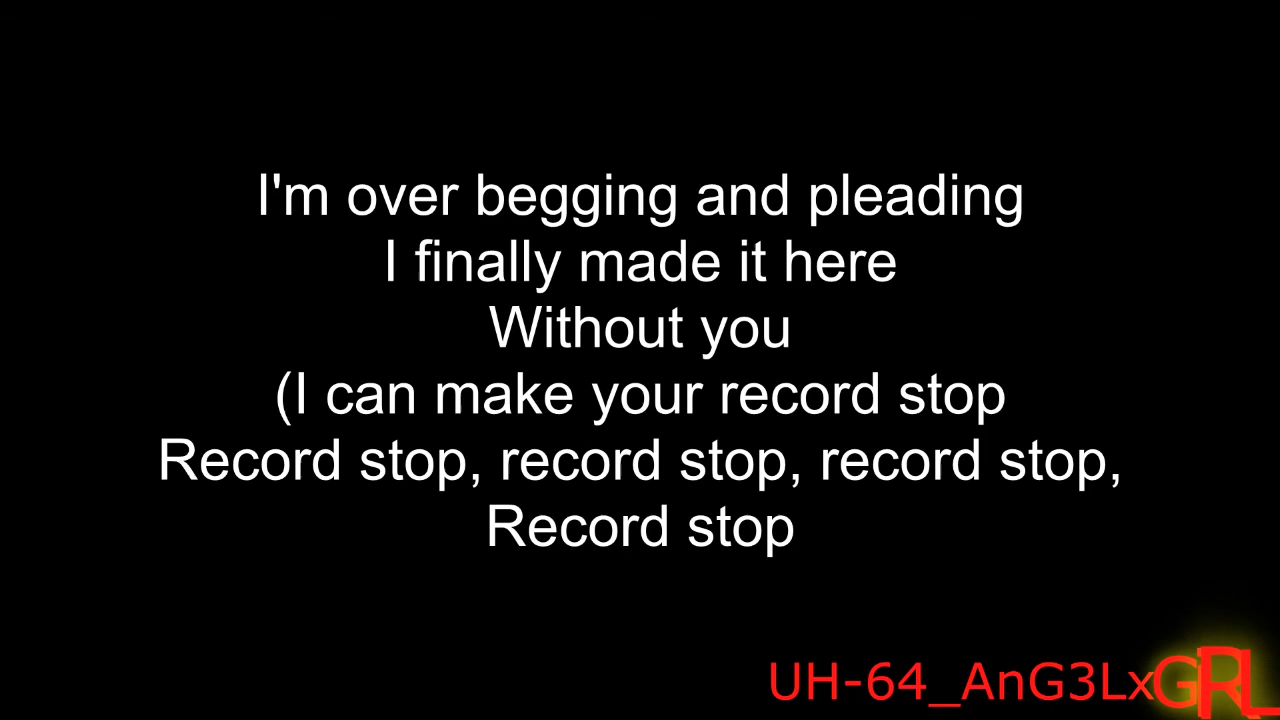 I'm over begging and pleading
I finally made it here
Without you
(I can make your record stop
Record stop, record stop, record stop,
Record stop
UH-64_AnG3LxGiRL